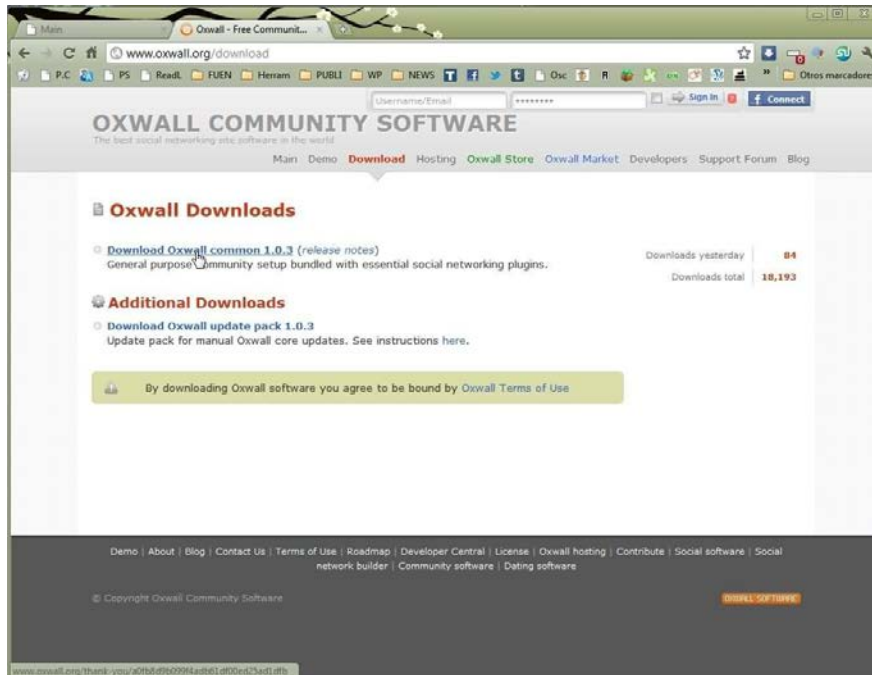 Main
Oxwall - Free Communit...
www.oxwall.org/download
P.C PS ReadL FUEN Herram PUBLI WP NEWS Osc R » Otros marcadores
Username/Email ******** Sign In Connect
OXWALL COMMUNITY SOFTWARE
The best social networking site software in the world
Main Demo Download Hosting Oxwall Store Oxwall Market Developers Support Forum Blog
Oxwall Downloads
Download Oxwall common 1.0.3 (release notes)
General purpose community setup bundled with essential social networking plugins.
Downloads yesterday 84
Downloads total 18,193
Additional Downloads
Download Oxwall update pack 1.0.3
Update pack for manual Oxwall core updates. See instructions here.
By downloading Oxwall software you agree to be bound by Oxwall Terms of Use
Demo | About | Blog | Contact Us | Terms of Use | Roadmap | Developer Central | License | Oxwall hosting | Contribute | Social software | Social
network builder | Community software | Dating software
© Copyright Oxwall Community Software
OXWALL SOFTWARE